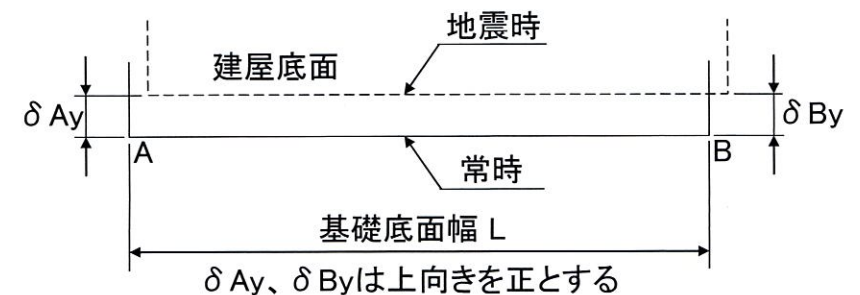 地震時
建屋底面
δAy
δBy
A
B
常時
基礎底面幅 L
δAy、δByは上向きを正とする